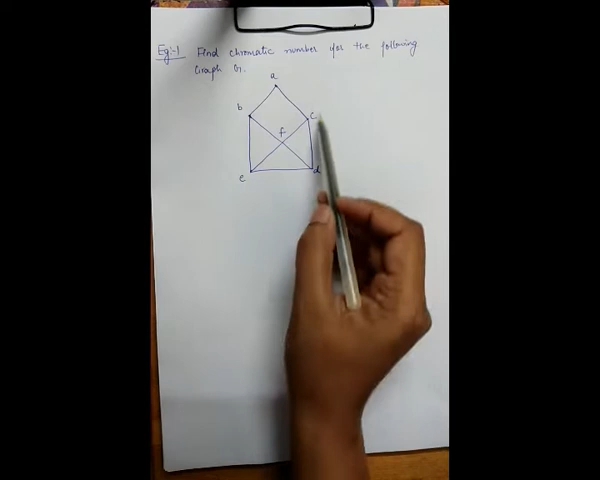 Eg:-1 Find chromatic number for the following
Graph G.
a
b
c
f
e
d